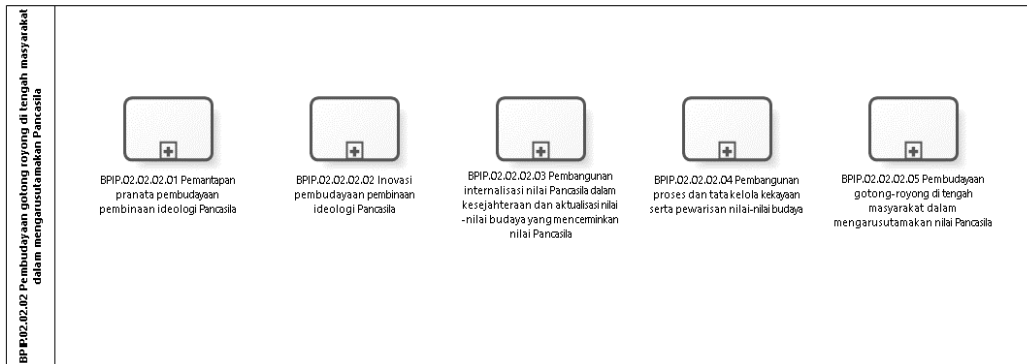 BPIP.02.02.02 Pembudayaan gotong royong di tengah masyarakat
dalam mengarusutamakan Pancasila
BPIP.02.02.02.01 Pemantapan
pranata pembudayaan
pembinaan ideologi Pancasila
BPIP.02.02.02.02 Inovasi
pembudayaan pembinaan
ideologi Pancasila
BPIP.02.02.02.03 Pembangunan
internalisasi nilai Pancasila dalam
kesejahteraan dan aktualisasi nilai
-nilai budaya yang mencerminkan
nilai Pancasila
BPIP.02.02.02.04 Pembangunan
proses dan tatakelola kekayaan
serta pewarisan nilai-nilai budaya
BPIP.02.02.02.05 Pembudayaan
gotong-royong di tengah
masyarakat dalam
mengarusutamakan nilai Pancasila